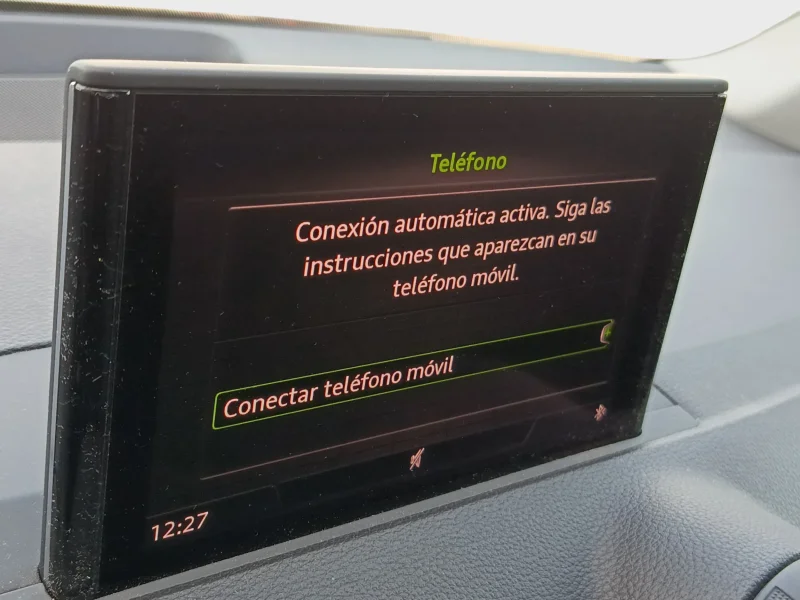 Teléfono
Conexión automática activa. Siga las
instrucciones que aparezcan en su
teléfono móvil.
Conectar teléfono móvil
12:27